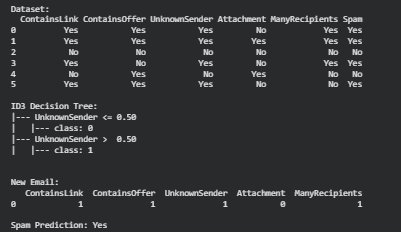 Dataset:
ContainsLink ContainsOffer UnknownSender Attachment ManyRecipients Spam
0 Yes Yes Yes No Yes Yes
1 Yes Yes Yes Yes Yes Yes
2 No No No No No No
3 Yes No Yes Yes Yes Yes
4 No Yes No Yes No No
5 Yes Yes Yes No No Yes
ID3 Decision Tree:
|--- UnknownSender <= 0.50
| |--- class: 0
|--- UnknownSender > 0.50
| |--- class: 1
New Email:
ContainsLink ContainsOffer UnknownSender Attachment ManyRecipients
0 1 1 1 0 1
Spam Prediction: Yes